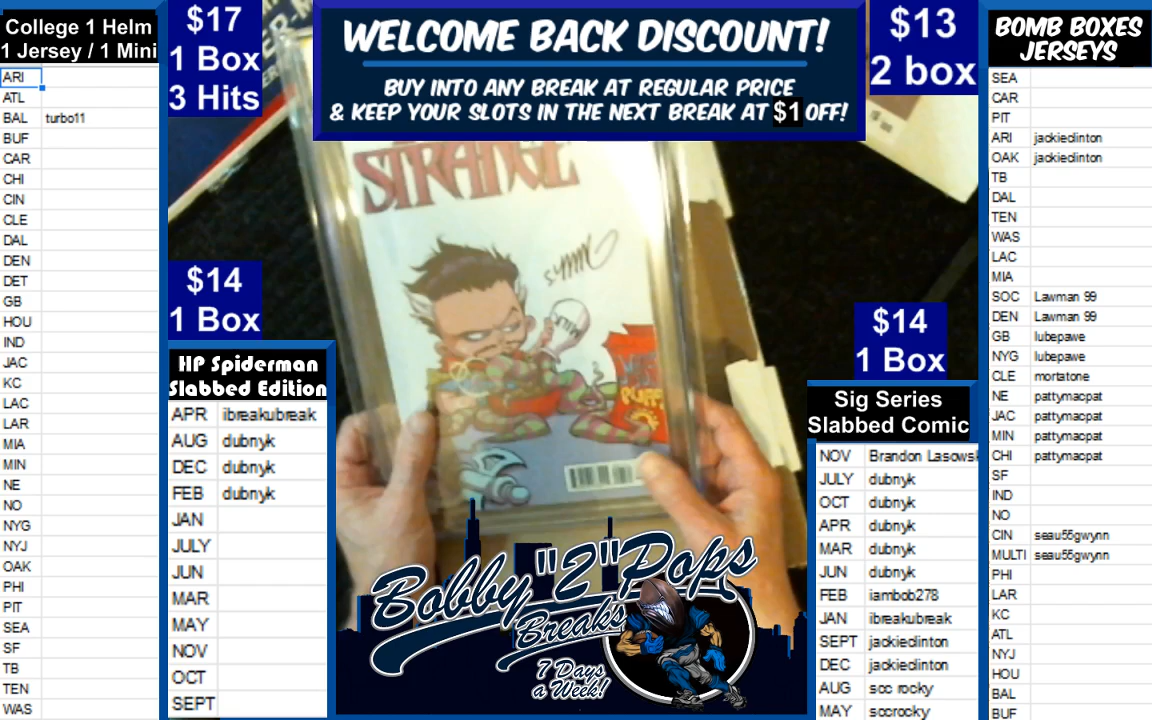 College 1 Helm
1 Jersey / 1 Mini
ARI
ATL
BAL turbo11
BUF
CAR
CHI
CIN
CLE
DAL
DEN
DET
GB
HOU
IND
JAC
KC
LAC
LAR
MIA
MIN
NE
NO
NYG
NYJ
OAK
PHI
PIT
SEA
SF
TB
TEN
WAS
$17
1 Box
3 Hits
$14
1 Box
HP Spiderman
Slabbed Edition
APR ibreakubreak
AUG dubnyk
DEC dubnyk
FEB dubnyk
JAN
JULY
JUN
MAR
MAY
NOV
OCT
SEPT
WELCOME BACK DISCOUNT!
BUY INTO ANY BREAK AT REGULAR PRICE
& KEEP YOUR SLOTS IN THE NEXT BREAK AT $1 OFF!
STRANGE
PUFF
Bobby "2" Pops
Breaks
7 Days
a Week!
$13
2 box
$14
1 Box
Sig Series
Slabbed Comic
NOV Brandon Lasowsk
JULY dubnyk
OCT dubnyk
APR dubnyk
MAR dubnyk
JUN dubnyk
FEB iambob278
JAN ibreakubreak
SEPT jackieclinton
DEC jackieclinton
AUG scc rocky
MAY sccrocky
BOMB BOXES
JERSEYS
SEA
CAR
PIT
ARI jackieclinton
OAK jackieclinton
TB
DAL
TEN
WAS
LAC
MIA
SOC Lawman 99
DEN Lawman 99
GB lubepawe
NYG lubepawe
CLE mortatone
NE pattymacpat
JAC pattymacpat
MIN pattymacpat
CHI pattymacpat
SF
IND
NO
CIN seau55gwynn
MULTI seau55gwynn
PHI
LAR
KC
ATL
NYJ
HOU
BAL
BUF